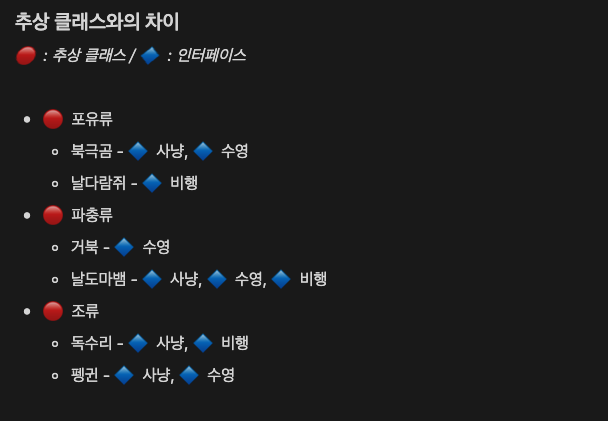 추상 클래스와의 차이
🔴 : 추상 클래스 / 🔷 : 인터페이스
• 🔴 포유류
◦ 북극곰 - 🔷 사냥, 🔷 수영
◦ 날다람쥐 - 🔷 비행
• 🔴 파충류
◦ 거북 - 🔷 수영
◦ 날도마뱀 - 🔷 사냥, 🔷 수영, 🔷 비행
• 🔴 조류
◦ 독수리 - 🔷 사냥, 🔷 비행
◦ 펭귄 - 🔷 사냥, 🔷 수영